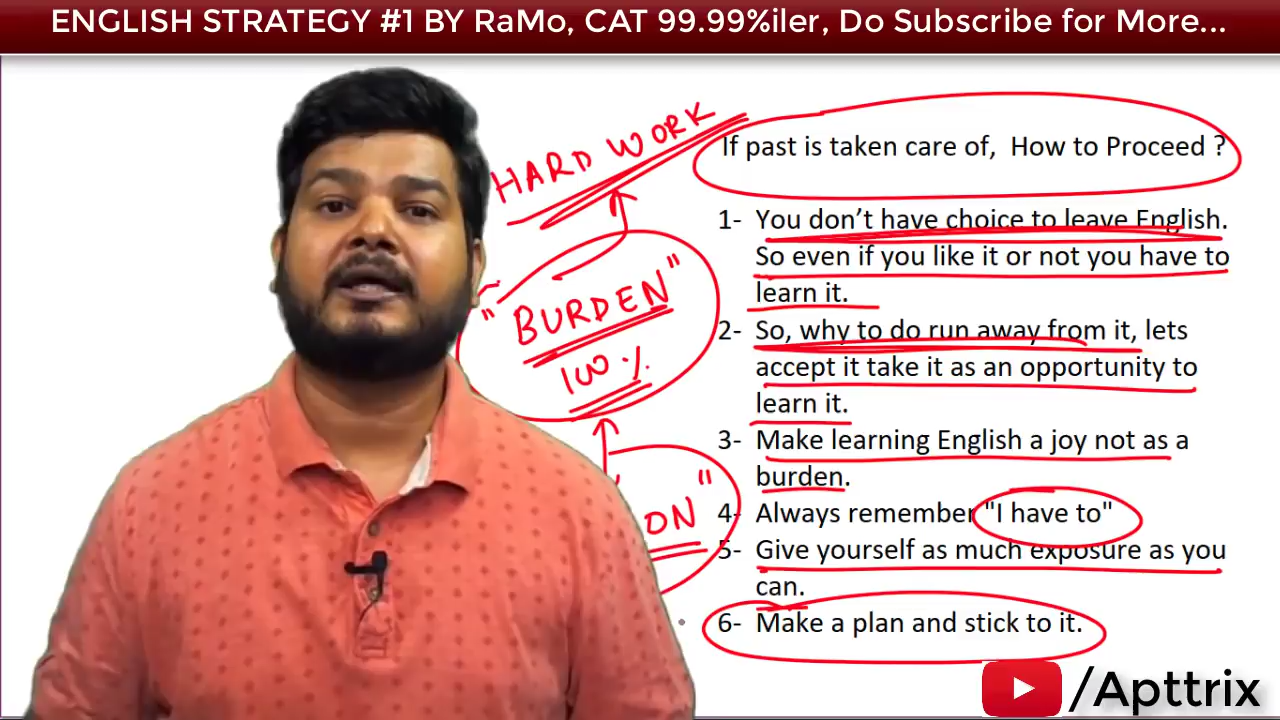 ENGLISH STRATEGY #1 BY RaMo, CAT 99.99%iler, Do Subscribe for More...
HARD WORK
If past is taken care of, How to Proceed ?
1- You don't have choice to leave English.
So even if you like it or not you have to
learn it.
"BURDEN"
100%
2- So, why to do run away from it, lets
accept it take it as an opportunity to
learn it.
3- Make learning English a joy not as a
burden.
4- Always remember "I have to"
5- Give yourself as much exposure as you
can.
6- Make a plan and stick to it.
/Apttrix